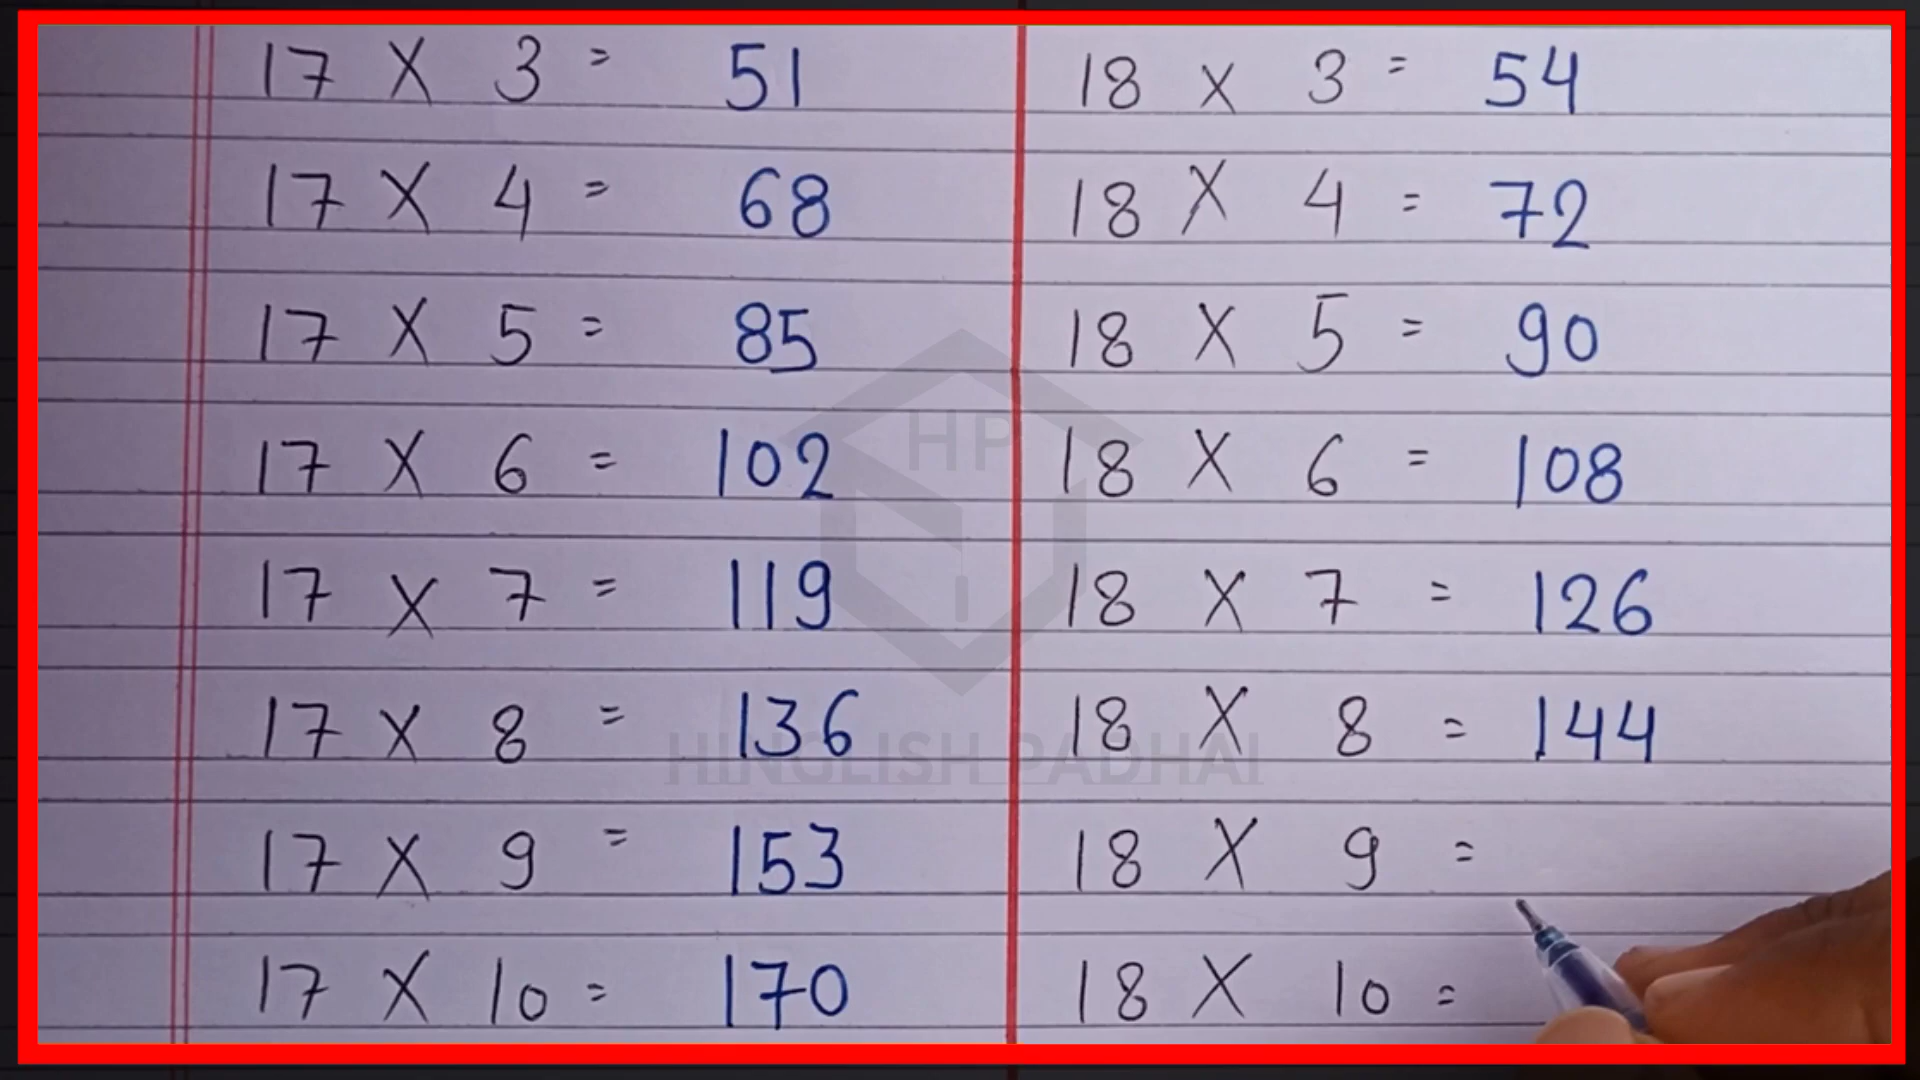 17 X 3 = 51
17 X 4 = 68
17 X 5 = 85
17 X 6 = 102
17 X 7 = 119
17 X 8 = 136
17 X 9 = 153
17 X 10 = 170
18 X 3 = 54
18 X 4 = 72
18 X 5 = 90
18 X 6 = 108
18 X 7 = 126
18 X 8 = 144
18 X 9 =
18 X 10 =
HP
HINGLISH PADHAI